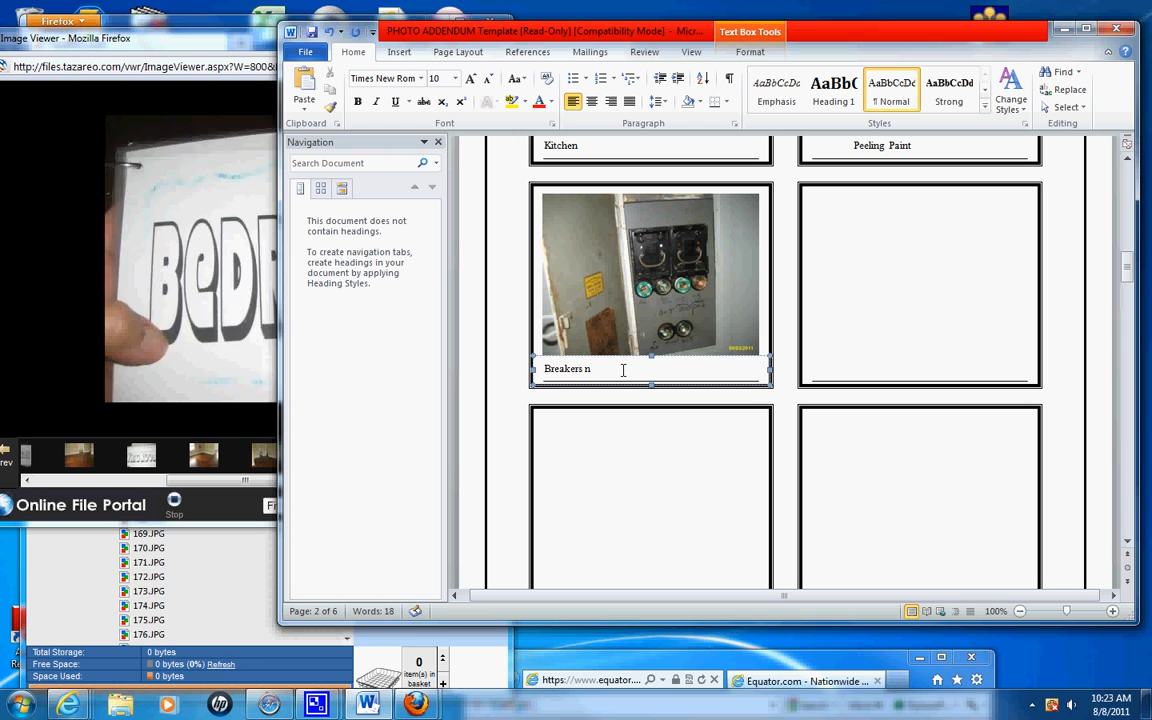 Firefox
Image Viewer - Mozilla Firefox
http://files.tazareo.com/vwr/ImageViewer.aspx?W=800&
BeDR
Prev
Online File Portal
Stop
169.JPG
170.JPG
171.JPG
172.JPG
173.JPG
174.JPG
175.JPG
176.JPG
Total Storage: 0 bytes
Free Space: 0 bytes (0%) Refresh
Space Used: 0 bytes
0
item(s) in
basket
PHOTO ADDENDUM Template [Read-Only] [Compatibility Mode] - Micr...
Text Box Tools
File Home Insert Page Layout References Mailings Review View Format
Paste
Clipboard
Times New Rom 10
Font
Paragraph
AaBbCcDc AaBb( AaBbCcDc AaBbCcDc
Emphasis Heading 1 ¶ Normal Strong
Change
Styles
Styles
Find
Replace
Select
Editing
Navigation
Search Document
This document does not
contain headings.
To create navigation tabs,
create headings in your
document by applying
Heading Styles.
Kitchen
Peeling Paint
Breakers n
Page: 2 of 6 Words: 18
100%
https://www.equator....
Equator.com - Nationwide ...
10:23 AM
8/8/2011